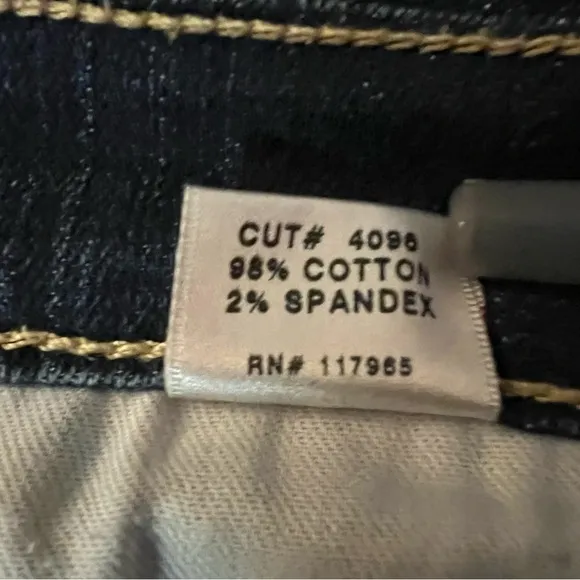 CUT# 4096
98% COTTON
2% SPANDEX
RN# 117965